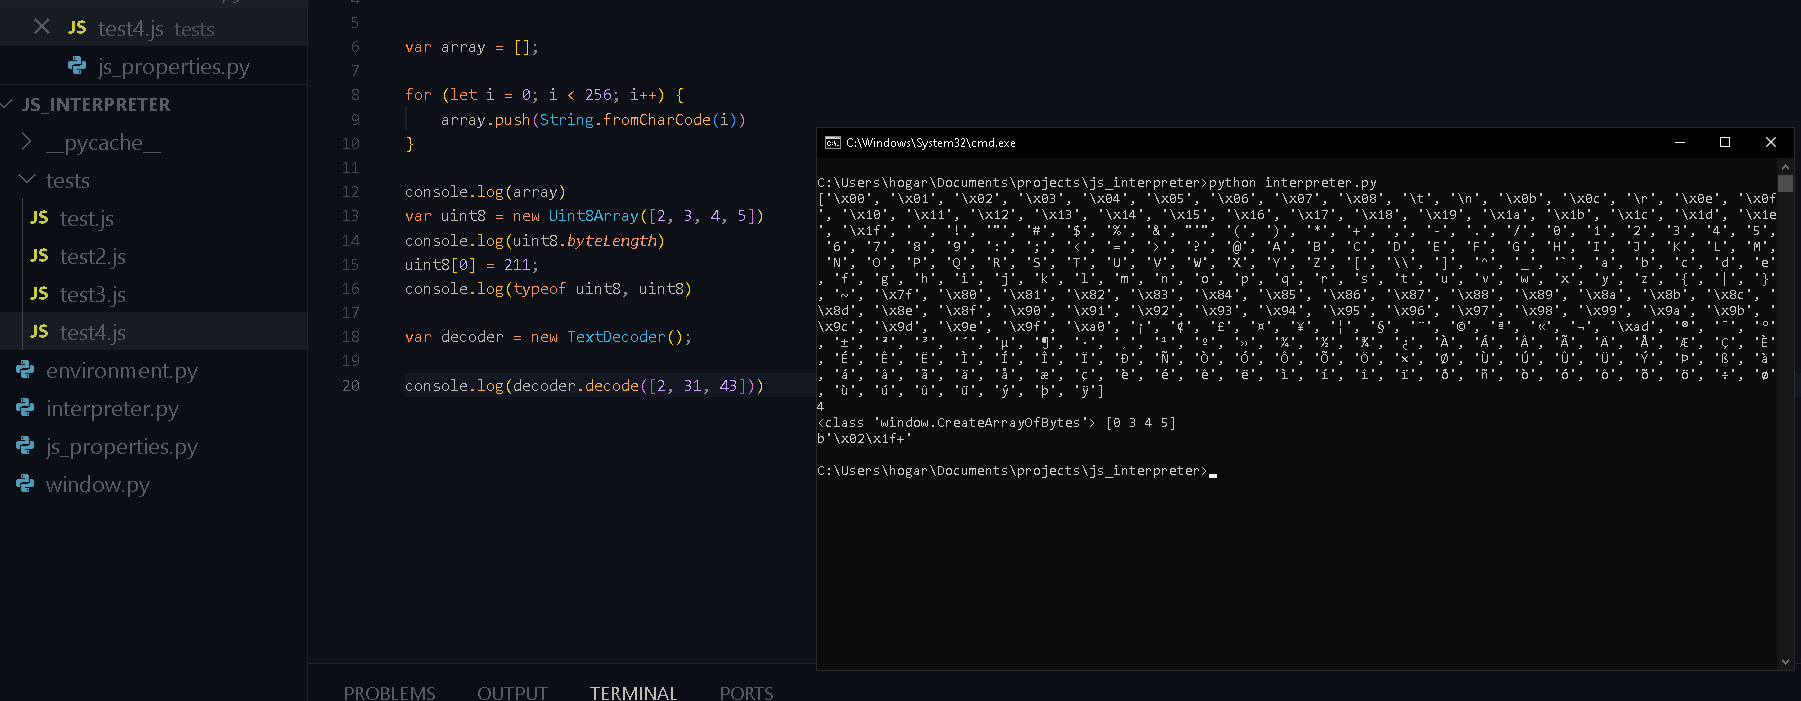 4
JS test4.js tests
js_properties.py
JS_INTERPRETER
__pycache__
tests
JS test.js
JS test2.js
JS test3.js
JS test4.js
environment.py
interpreter.py
js_properties.py
window.py
5
6 var array = [];
7
8 for (let i = 0; i < 256; i++) {
9 array.push(String.fromCharCode(i))
10 }
11
12 console.log(array)
13 var uint8 = new Uint8Array([2, 3, 4, 5])
14 console.log(uint8.byteLength)
15 uint8[0] = 211;
16 console.log(typeof uint8, uint8)
17
18 var decoder = new TextDecoder();
19
20 console.log(decoder.decode([2, 31, 43]))
C:\Windows\System32\cmd.exe
C:\Users\hogar\Documents\projects\js_interpreter>python interpreter.py
['\x00', '\x01', '\x02', '\x03', '\x04', '\x05', '\x06', '\x07', '\x08', '\t', '\n', '\x0b', '\x0c', '\r', '\x0e', '\x0f
', '\x10', '\x11', '\x12', '\x13', '\x14', '\x15', '\x16', '\x17', '\x18', '\x19', '\x1a', '\x1b', '\x1c', '\x1d', '\x1e
', '\x1f', ' ', '!', '"', '#', '$', '%', '&', "'", '(', ')', '*', '+', ',', '-', '.', '/', '0', '1', '2', '3', '4', '5',
'6', '7', '8', '9', ':', ';', '<', '=', '>', '?', '@', 'A', 'B', 'C', 'D', 'E', 'F', 'G', 'H', 'I', 'J', 'K', 'L', 'M',
'N', 'O', 'P', 'Q', 'R', 'S', 'T', 'U', 'V', 'W', 'X', 'Y', 'Z', '[', '\\', ']', '^', '_', '`', 'a', 'b', 'c', 'd', 'e'
, 'f', 'g', 'h', 'i', 'j', 'k', 'l', 'm', 'n', 'o', 'p', 'q', 'r', 's', 't', 'u', 'v', 'w', 'x', 'y', 'z', '{', '|', '}'
, '~', '\x7f', '\x80', '\x81', '\x82', '\x83', '\x84', '\x85', '\x86', '\x87', '\x88', '\x89', '\x8a', '\x8b', '\x8c', '
\x8d', '\x8e', '\x8f', '\x90', '\x91', '\x92', '\x93', '\x94', '\x95', '\x96', '\x97', '\x98', '\x99', '\x9a', '\x9b', '
\x9c', '\x9d', '\x9e', '\x9f', '\xa0', '¡', '¢', '£', '¤', '¥', '¦', '§', '¨', '©', 'ª', '«', '¬', '\xad', '®', '¯', '°'
, '±', '²', '³', '´', 'µ', '¶', '·', '¸', '¹', 'º', '»', '¼', '½', '¾', '¿', 'À', 'Á', 'Â', 'Ã', 'Ä', 'Å', 'Æ', 'Ç', 'È'
, 'É', 'Ê', 'Ë', 'Ì', 'Í', 'Î', 'Ï', 'Ð', 'Ñ', 'Ò', 'Ó', 'Ô', 'Õ', 'Ö', '×', 'Ø', 'Ù', 'Ú', 'Û', 'Ü', 'Ý', 'Þ', 'ß', 'à'
, 'á', 'â', 'ã', 'ä', 'å', 'æ', 'ç', 'è', 'é', 'ê', 'ë', 'ì', 'í', 'î', 'ï', 'ð', 'ñ', 'ò', 'ó', 'ô', 'õ', 'ö', '÷', 'ø'
, 'ù', 'ú', 'û', 'ü', 'ý', 'þ', 'ÿ']
4
<class 'window.CreateArrayOfBytes'> [0 3 4 5]
b'\x02\x1f+'
C:\Users\hogar\Documents\projects\js_interpreter>
PROBLEMS OUTPUT TERMINAL PORTS